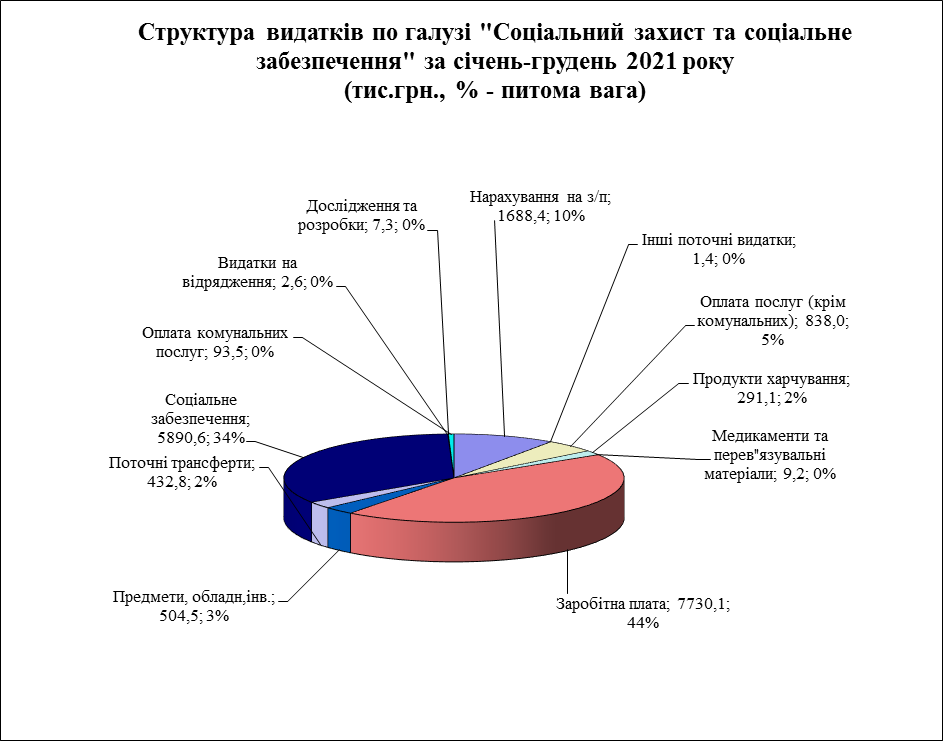 Структура видатків по галузі "Соціальний захист та соціальне
забезпечення" за січень-грудень 2021 року
(тис.грн., % - питома вага)
Нарахування на з/п;
1688,4; 10%
Дослідження та
розробки; 7,3; 0%
Інші поточні видатки;
1,4; 0%
Видатки на
відрядження; 2,6; 0%
Оплата послуг (крім
комунальних); 838,0;
5%
Оплата комунальних
послуг; 93,5; 0%
Продукти харчування;
291,1; 2%
Соціальне
забезпечення;
5890,6; 34%
Медикаменти та
перев"язувальні
матеріали; 9,2; 0%
Поточні трансферти;
432,8; 2%
Предмети, обладн,інв.;
504,5; 3%
Заробітна плата; 7730,1;
44%